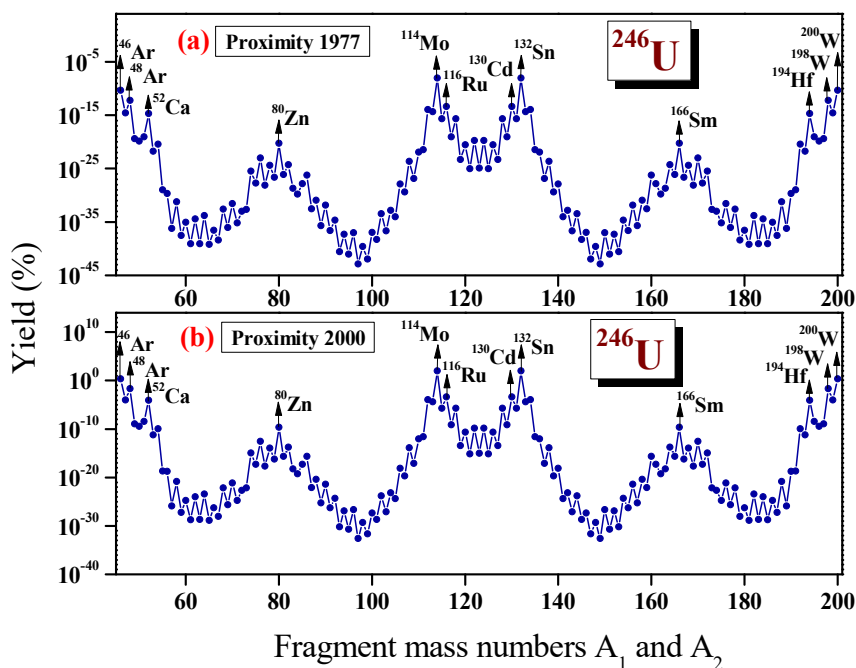 (a) Proximity 1977
²⁴⁶U
⁴⁶Ar
⁴⁸Ar
⁵²Ca
⁸⁰Zn
¹¹⁴Mo
¹¹⁶Ru
¹³⁰Cd
¹³²Sn
¹⁶⁶Sm
¹⁹⁴Hf
¹⁹⁸W
²⁰⁰W
10⁻⁵
10⁻¹⁵
10⁻²⁵
10⁻³⁵
10⁻⁴⁵
60 80 100 120 140 160 180 200
Yield (%)
(b) Proximity 2000
²⁴⁶U
⁴⁶Ar
⁴⁸Ar
⁵²Ca
⁸⁰Zn
¹¹⁴Mo
¹¹⁶Ru
¹³⁰Cd
¹³²Sn
¹⁶⁶Sm
¹⁹⁴Hf
¹⁹⁸W
²⁰⁰W
10¹⁰
10⁰
10⁻¹⁰
10⁻²⁰
10⁻³⁰
10⁻⁴⁰
60 80 100 120 140 160 180 200
Fragment mass numbers A₁ and A₂